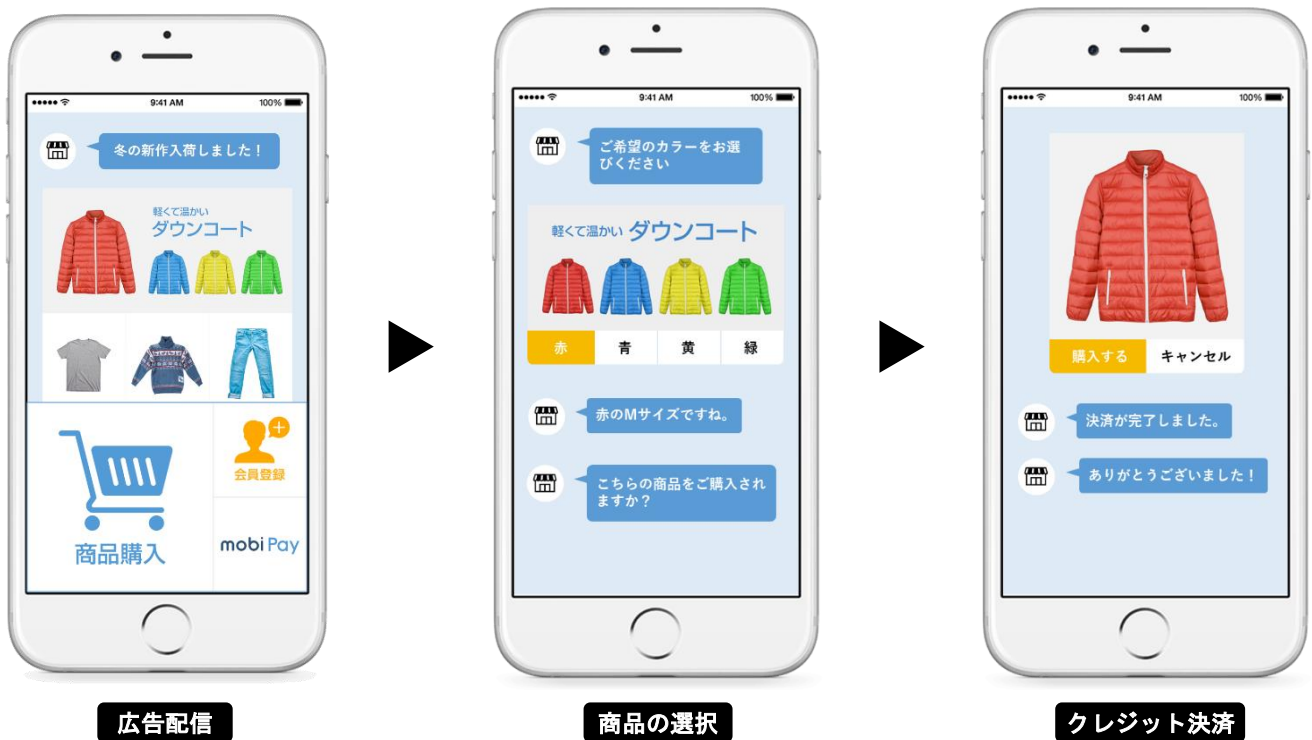 9:41 AM
100%
冬の新作入荷しました！
軽くて温かい
ダウンコート
商品購入
会員登録
mobi Pay
広告配信
9:41 AM
100%
ご希望のカラーをお選
びください
軽くて温かい ダウンコート
赤 青 黄 緑
赤のMサイズですね。
こちらの商品をご購入され
ますか？
商品の選択
9:41 AM
100%
購入する キャンセル
決済が完了しました。
ありがとうございました！
クレジット決済